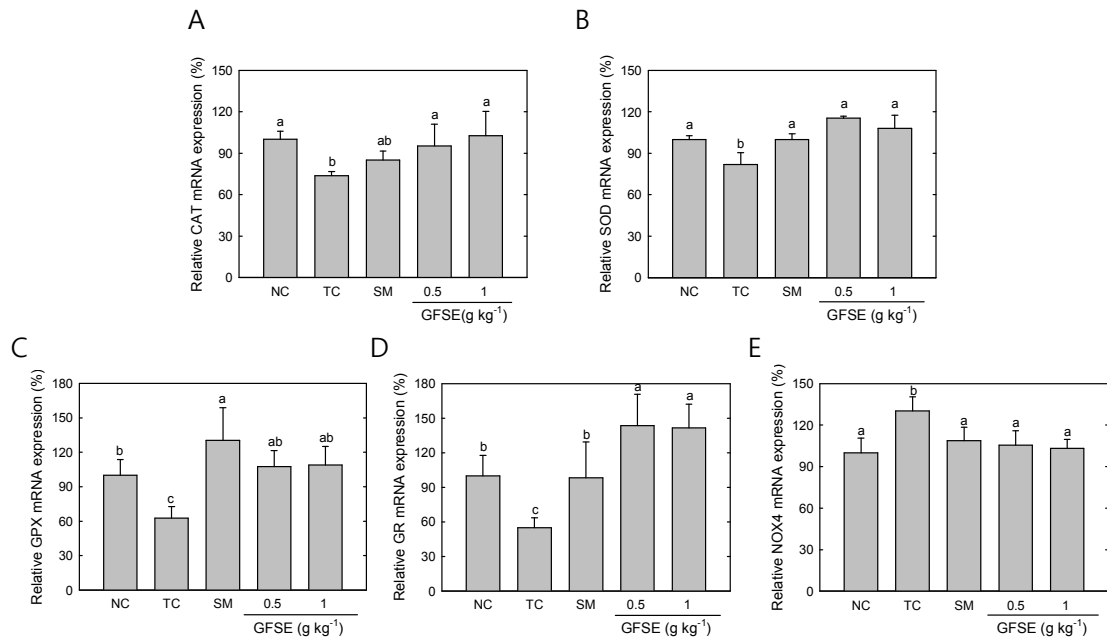 A
Relative CAT mRNA expression (%)
150
120
90
60
30
0
a
b
ab
a
a
NC TC SM 0.5 1
GFSE(g kg⁻¹)
B
Relative SOD mRNA expression (%)
150
120
90
60
30
0
a
b
a
a
a
NC TC SM 0.5 1
GFSE (g kg⁻¹)
C
Relative GPX mRNA expression (%)
180
150
120
90
60
30
0
b
c
a
ab
ab
NC TC SM 0.5 1
GFSE (g kg⁻¹)
D
Relative GR mRNA expression (%)
180
150
120
90
60
30
0
b
c
b
a
a
NC TC SM 0.5 1
GFSE (g kg⁻¹)
E
Relative NOX4 mRNA expression (%)
150
120
90
60
30
0
a
b
a
a
a
NC TC SM 0.5 1
GFSE (g kg⁻¹)